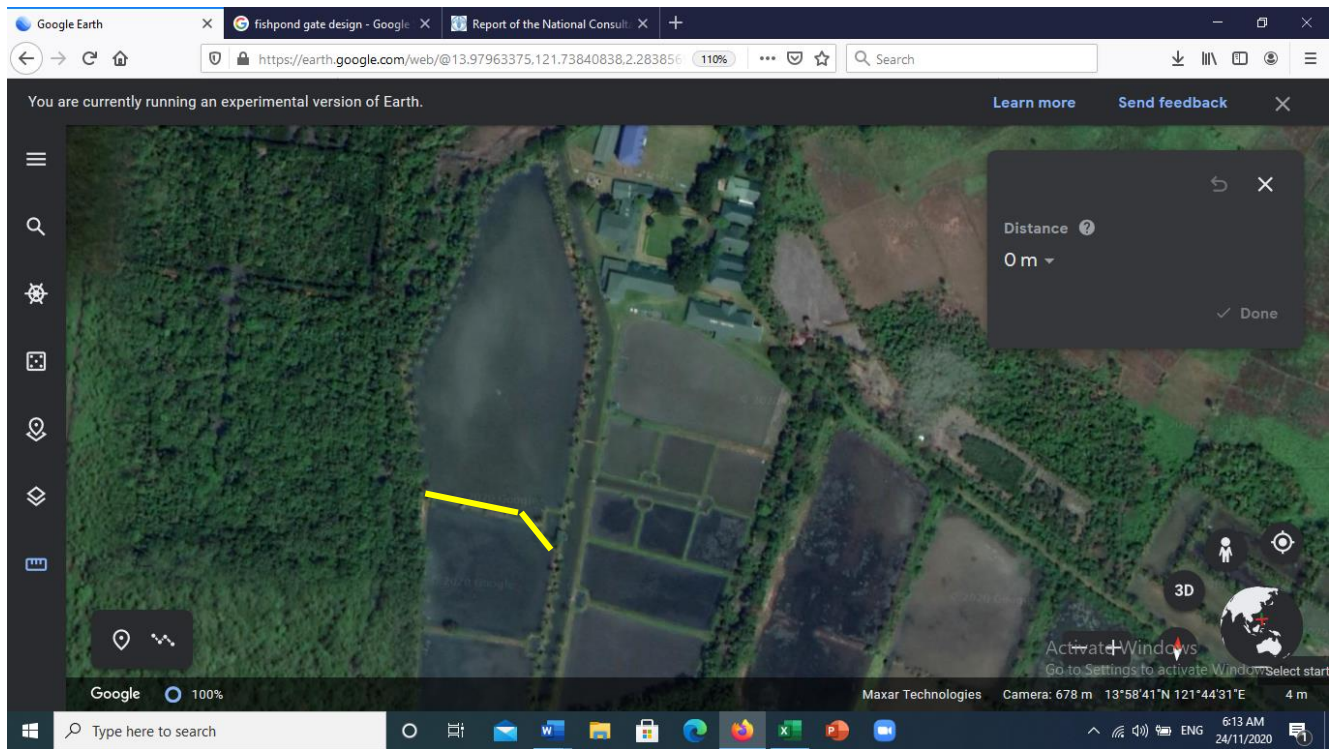 Google Earth
fishpond gate design - Google
Report of the National Consult
https://earth.google.com/web/@13.97963375,121.73840838,2.283856
110%
Search
You are currently running an experimental version of Earth.
Learn more
Send feedback
Distance
0 m
Done
3D
Activate Windows
Go to Settings to activate Windows
Select start
Google
100%
Maxar Technologies
Camera: 678 m
13°58'41"N 121°44'31"E
4 m
Type here to search
ENG
6:13 AM
24/11/2020